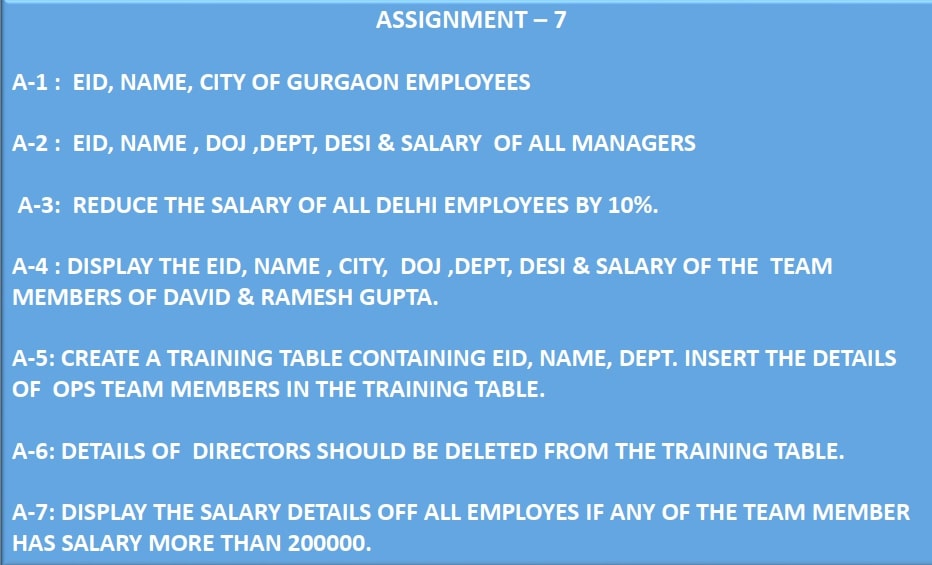 ASSIGNMENT – 7
A-1 : EID, NAME, CITY OF GURGAON EMPLOYEES
A-2 : EID, NAME , DOJ ,DEPT, DESI & SALARY OF ALL MANAGERS
A-3: REDUCE THE SALARY OF ALL DELHI EMPLOYEES BY 10%.
A-4 : DISPLAY THE EID, NAME , CITY, DOJ ,DEPT, DESI & SALARY OF THE TEAM
MEMBERS OF DAVID & RAMESH GUPTA.
A-5: CREATE A TRAINING TABLE CONTAINING EID, NAME, DEPT. INSERT THE DETAILS
OF OPS TEAM MEMBERS IN THE TRAINING TABLE.
A-6: DETAILS OF DIRECTORS SHOULD BE DELETED FROM THE TRAINING TABLE.
A-7: DISPLAY THE SALARY DETAILS OFF ALL EMPLOYES IF ANY OF THE TEAM MEMBER
HAS SALARY MORE THAN 200000.